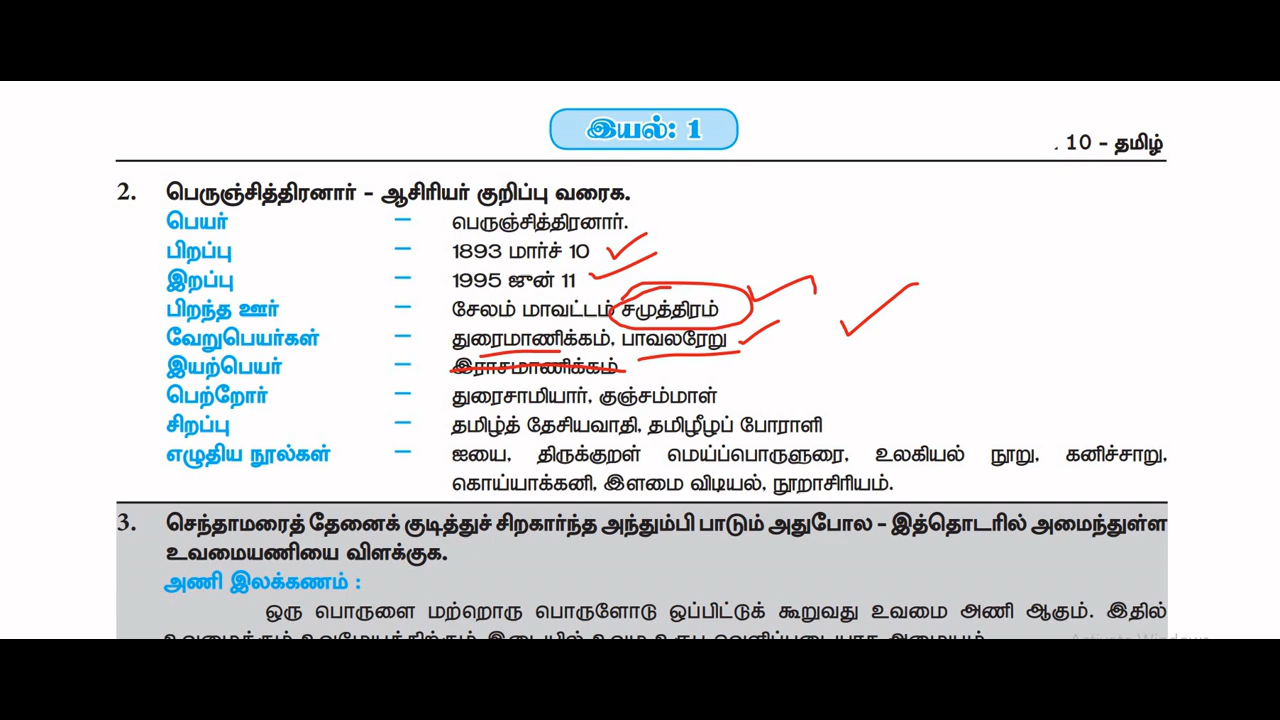 இயல்: 1
10 - தமிழ்
2. பெருஞ்சித்திரனார் - ஆசிரியர் குறிப்பு வரைக.
பெயர் – பெருஞ்சித்திரனார்.
பிறப்பு – 1893 மார்ச் 10
இறப்பு – 1995 ஜுன் 11
பிறந்த ஊர் – சேலம் மாவட்டம் சமுத்திரம்
வேறுபெயர்கள் – துரைமாணிக்கம், பாவலரேறு
இயற்பெயர் – இராசமாணிக்கம்
பெற்றோர் – துரைசாமியார், குஞ்சம்மாள்
சிறப்பு – தமிழ்த் தேசியவாதி, தமிழீழப் போராளி
எழுதிய நூல்கள் – ஐயை, திருக்குறள் மெய்ப்பொருளுரை, உலகியல் நூறு, கனிச்சாறு,
கொய்யாக்கனி, இளமை விடியல், நூறாசிரியம்.
3. செந்தாமரைத் தேனைக் குடித்துச் சிறகார்ந்த அந்தும்பி பாடும் அதுபோல - இத்தொடரில் அமைந்துள்ள
உவமையணியை விளக்குக.
அணி இலக்கணம் :
ஒரு பொருளை மற்றொரு பொருளோடு ஒப்பிட்டுக் கூறுவது உவமை அணி ஆகும். இதில்